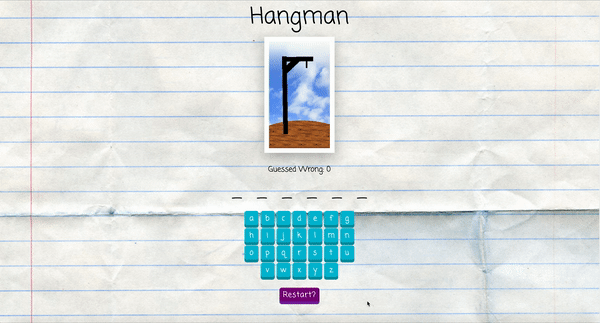 Hangman
Guessed Wrong: 0
_ _ _ _ _ _
a b c d e f g
h i j k l m n
o p q r s t u
v w x y z
Restart?